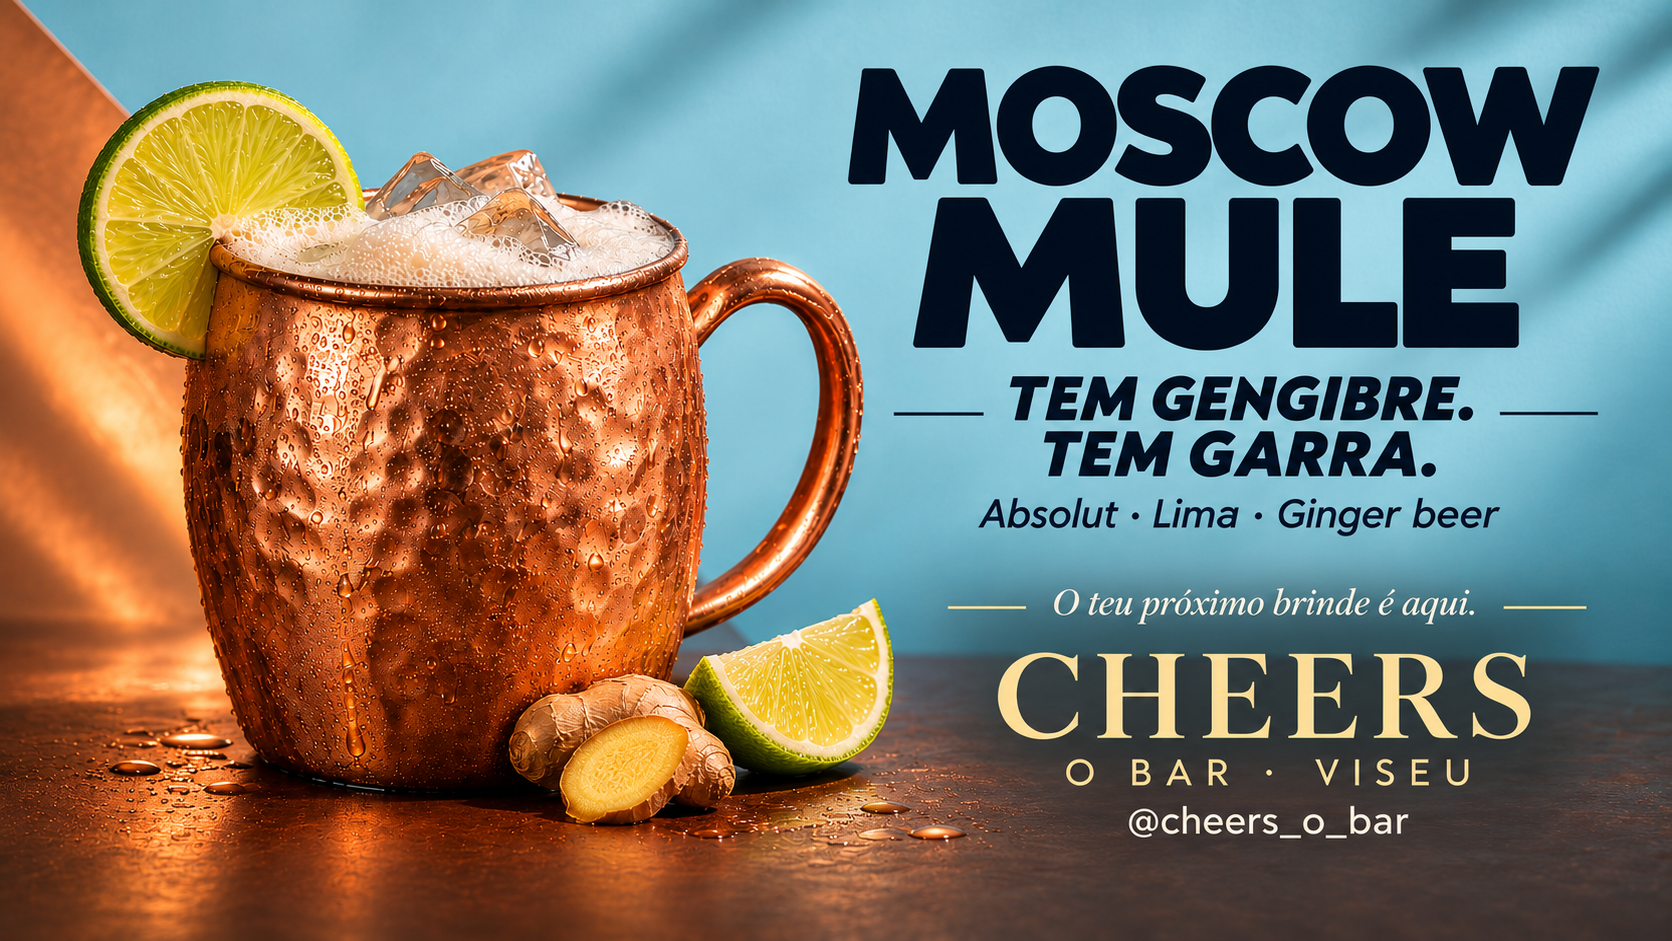 MOSCOW
MULE
TEM GENGIBRE.
TEM GARRA.
Absolut · Lima · Ginger beer
O teu próximo brinde é aqui.
CHEERS
O BAR · VISEU
@cheers_o_bar